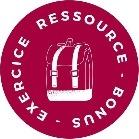 EXERCICE RESSOURCE - BONUS -